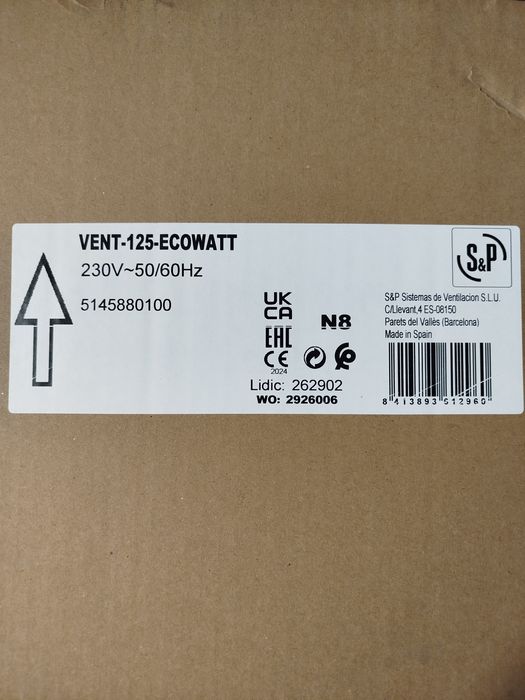 VENT-125-ECOWATT
230V~50/60Hz
5145880100
UK
CA
EAC
CE
2024
N8
Lidic: 262902
WO: 2926006
S&P
S&P Sistemas de Ventilacion S.L.U.
C/Llevant,4 ES-08150
Parets del Vallès (Barcelona)
Made in Spain
8 413893 612960